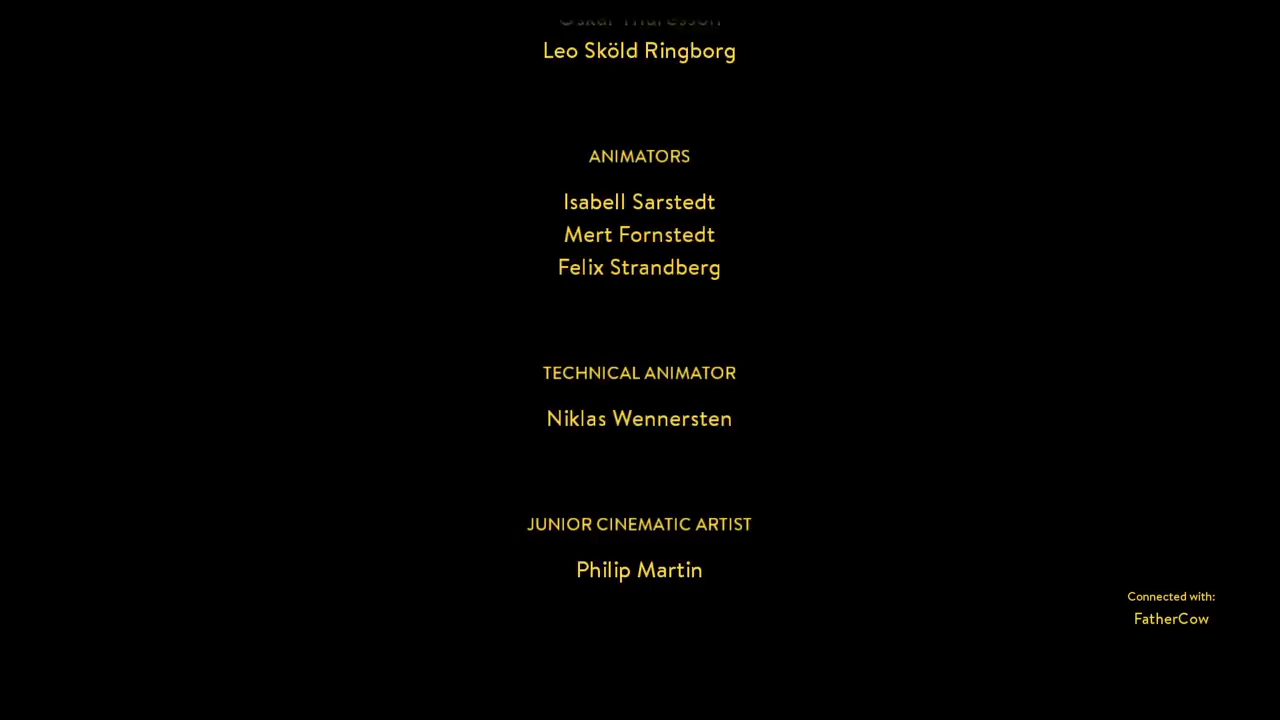 Leo Sköld Ringborg
ANIMATORS
Isabell Sarstedt
Mert Fornstedt
Felix Strandberg
TECHNICAL ANIMATOR
Niklas Wennersten
JUNIOR CINEMATIC ARTIST
Philip Martin
Connected with:
FatherCow